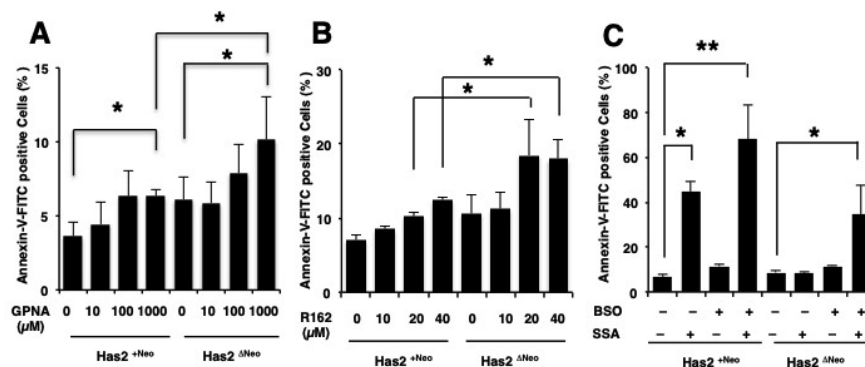 A
Annexin-V-FITC positive Cells (%)
15
10
5
0
*
*
*
GPNA
(µM)
0 10 100 1000 0 10 100 1000
Has2 +Neo Has2 ΔNeo
B
Annexin-V-FITC positive Cells (%)
30
20
10
0
*
*
R162
(µM)
0 10 20 40 0 10 20 40
Has2 +Neo Has2 ΔNeo
C
Annexin-V-FITC positive Cells (%)
100
80
60
40
20
0
**
*
*
BSO – – + + – – + +
SSA – + – + – + – +
Has2 +Neo Has2 ΔNeo